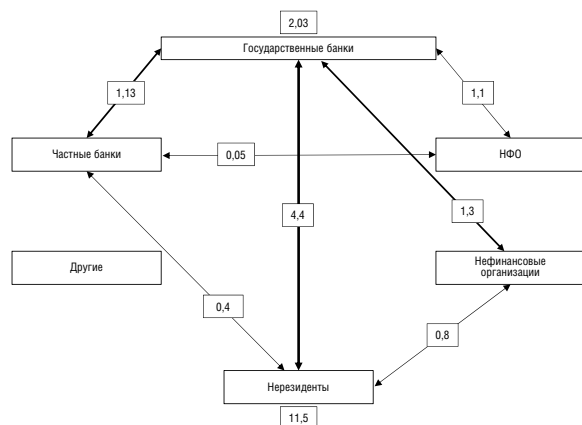 2,03
Государственные банки
1,13
1,1
Частные банки
0,05
НФО
4,4
1,3
Другие
Нефинансовые
организации
0,4
0,8
Нерезиденты
11,5